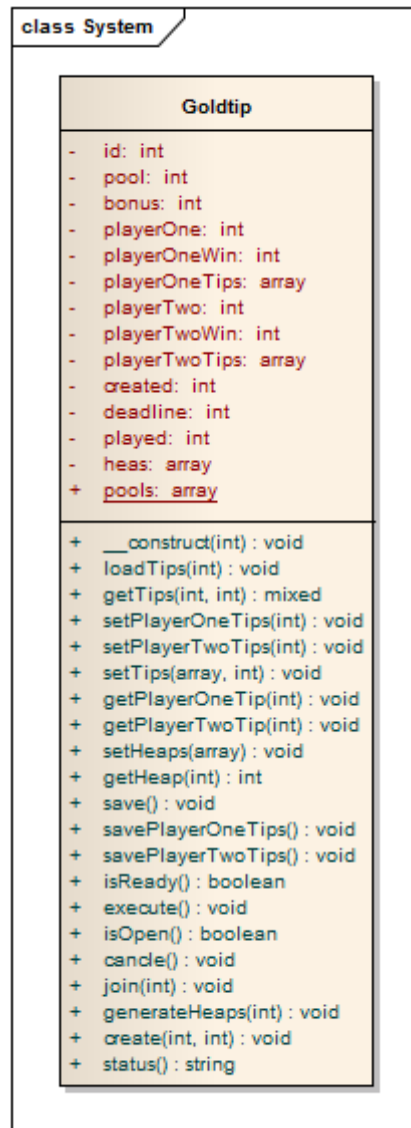 class System
Goldtip
- id: int
- pool: int
- bonus: int
- playerOne: int
- playerOneWin: int
- playerOneTips: array
- playerTwo: int
- playerTwoWin: int
- playerTwoTips: array
- created: int
- deadline: int
- played: int
- heas: array
+ pools: array
+ __construct(int) : void
+ loadTips(int) : void
+ getTips(int, int) : mixed
+ setPlayerOneTips(int) : void
+ setPlayerTwoTips(int) : void
+ setTips(array, int) : void
+ getPlayerOneTip(int) : void
+ getPlayerTwoTip(int) : void
+ setHeaps(array) : void
+ getHeap(int) : int
+ save() : void
+ savePlayerOneTips() : void
+ savePlayerTwoTips() : void
+ isReady() : boolean
+ execute() : void
+ isOpen() : boolean
+ cancle() : void
+ join(int) : void
+ generateHeaps(int) : void
+ create(int, int) : void
+ status() : string